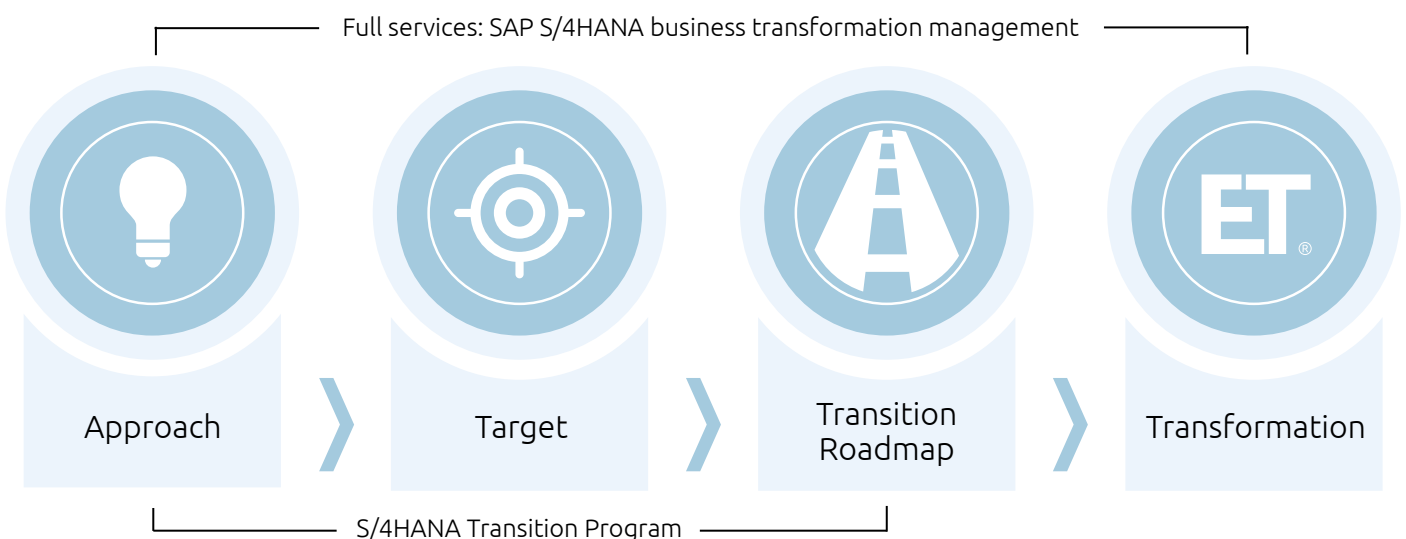 Full services: SAP S/4HANA business transformation management
ET®
Approach
Target
Transition
Roadmap
Transformation
S/4HANA Transition Program